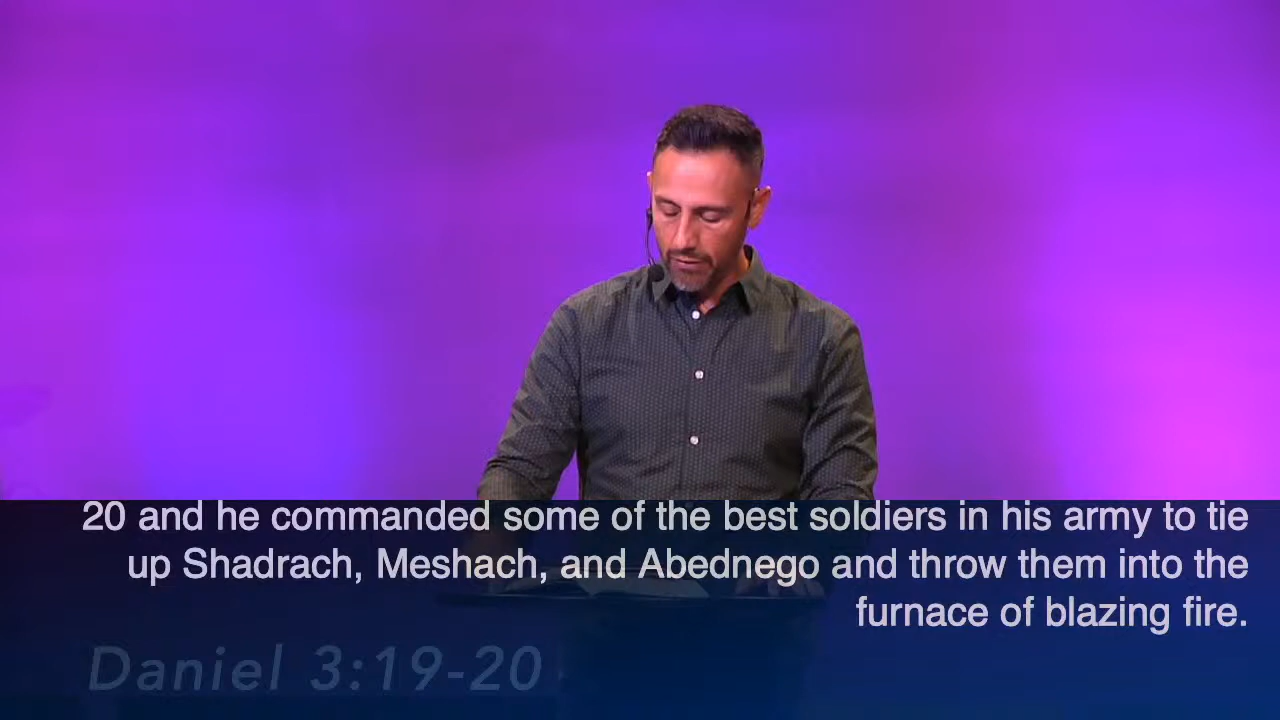 20 and he commanded some of the best soldiers in his army to tie
up Shadrach, Meshach, and Abednego and throw them into the
furnace of blazing fire.
Daniel 3:19-20